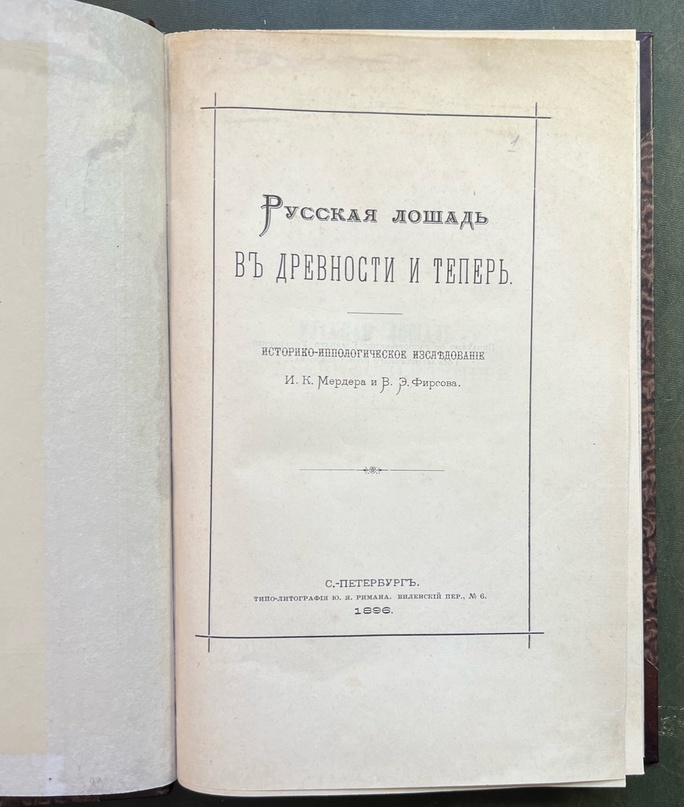 1
Русская лошадь
ВЪ ДРЕВНОСТИ И ТЕПЕРЬ.
ИСТОРИКО-ИППОЛОГИЧЕСКОЕ ИЗСЛѢДОВАНІЕ
И. К. Мердера и В. Э. Фирсова.
С.-ПЕТЕРБУРГЪ.
ТИПО-ЛИТОГРАФІЯ Ю. Я. РИМАНА. ВИЛЕНСКІЙ ПЕР., № 6.
1896.